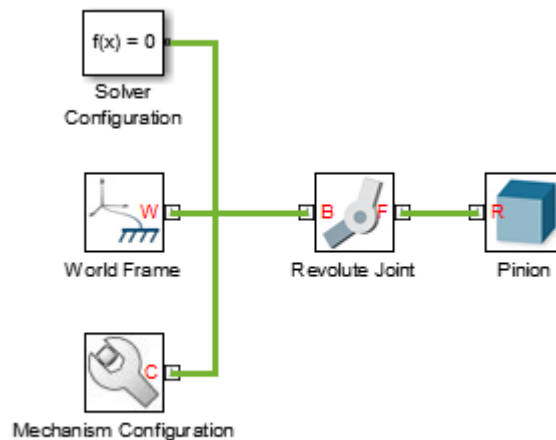 f(x) = 0
Solver
Configuration
W
World Frame
B F
Revolute Joint
R
Pinion
C
Mechanism Configuration